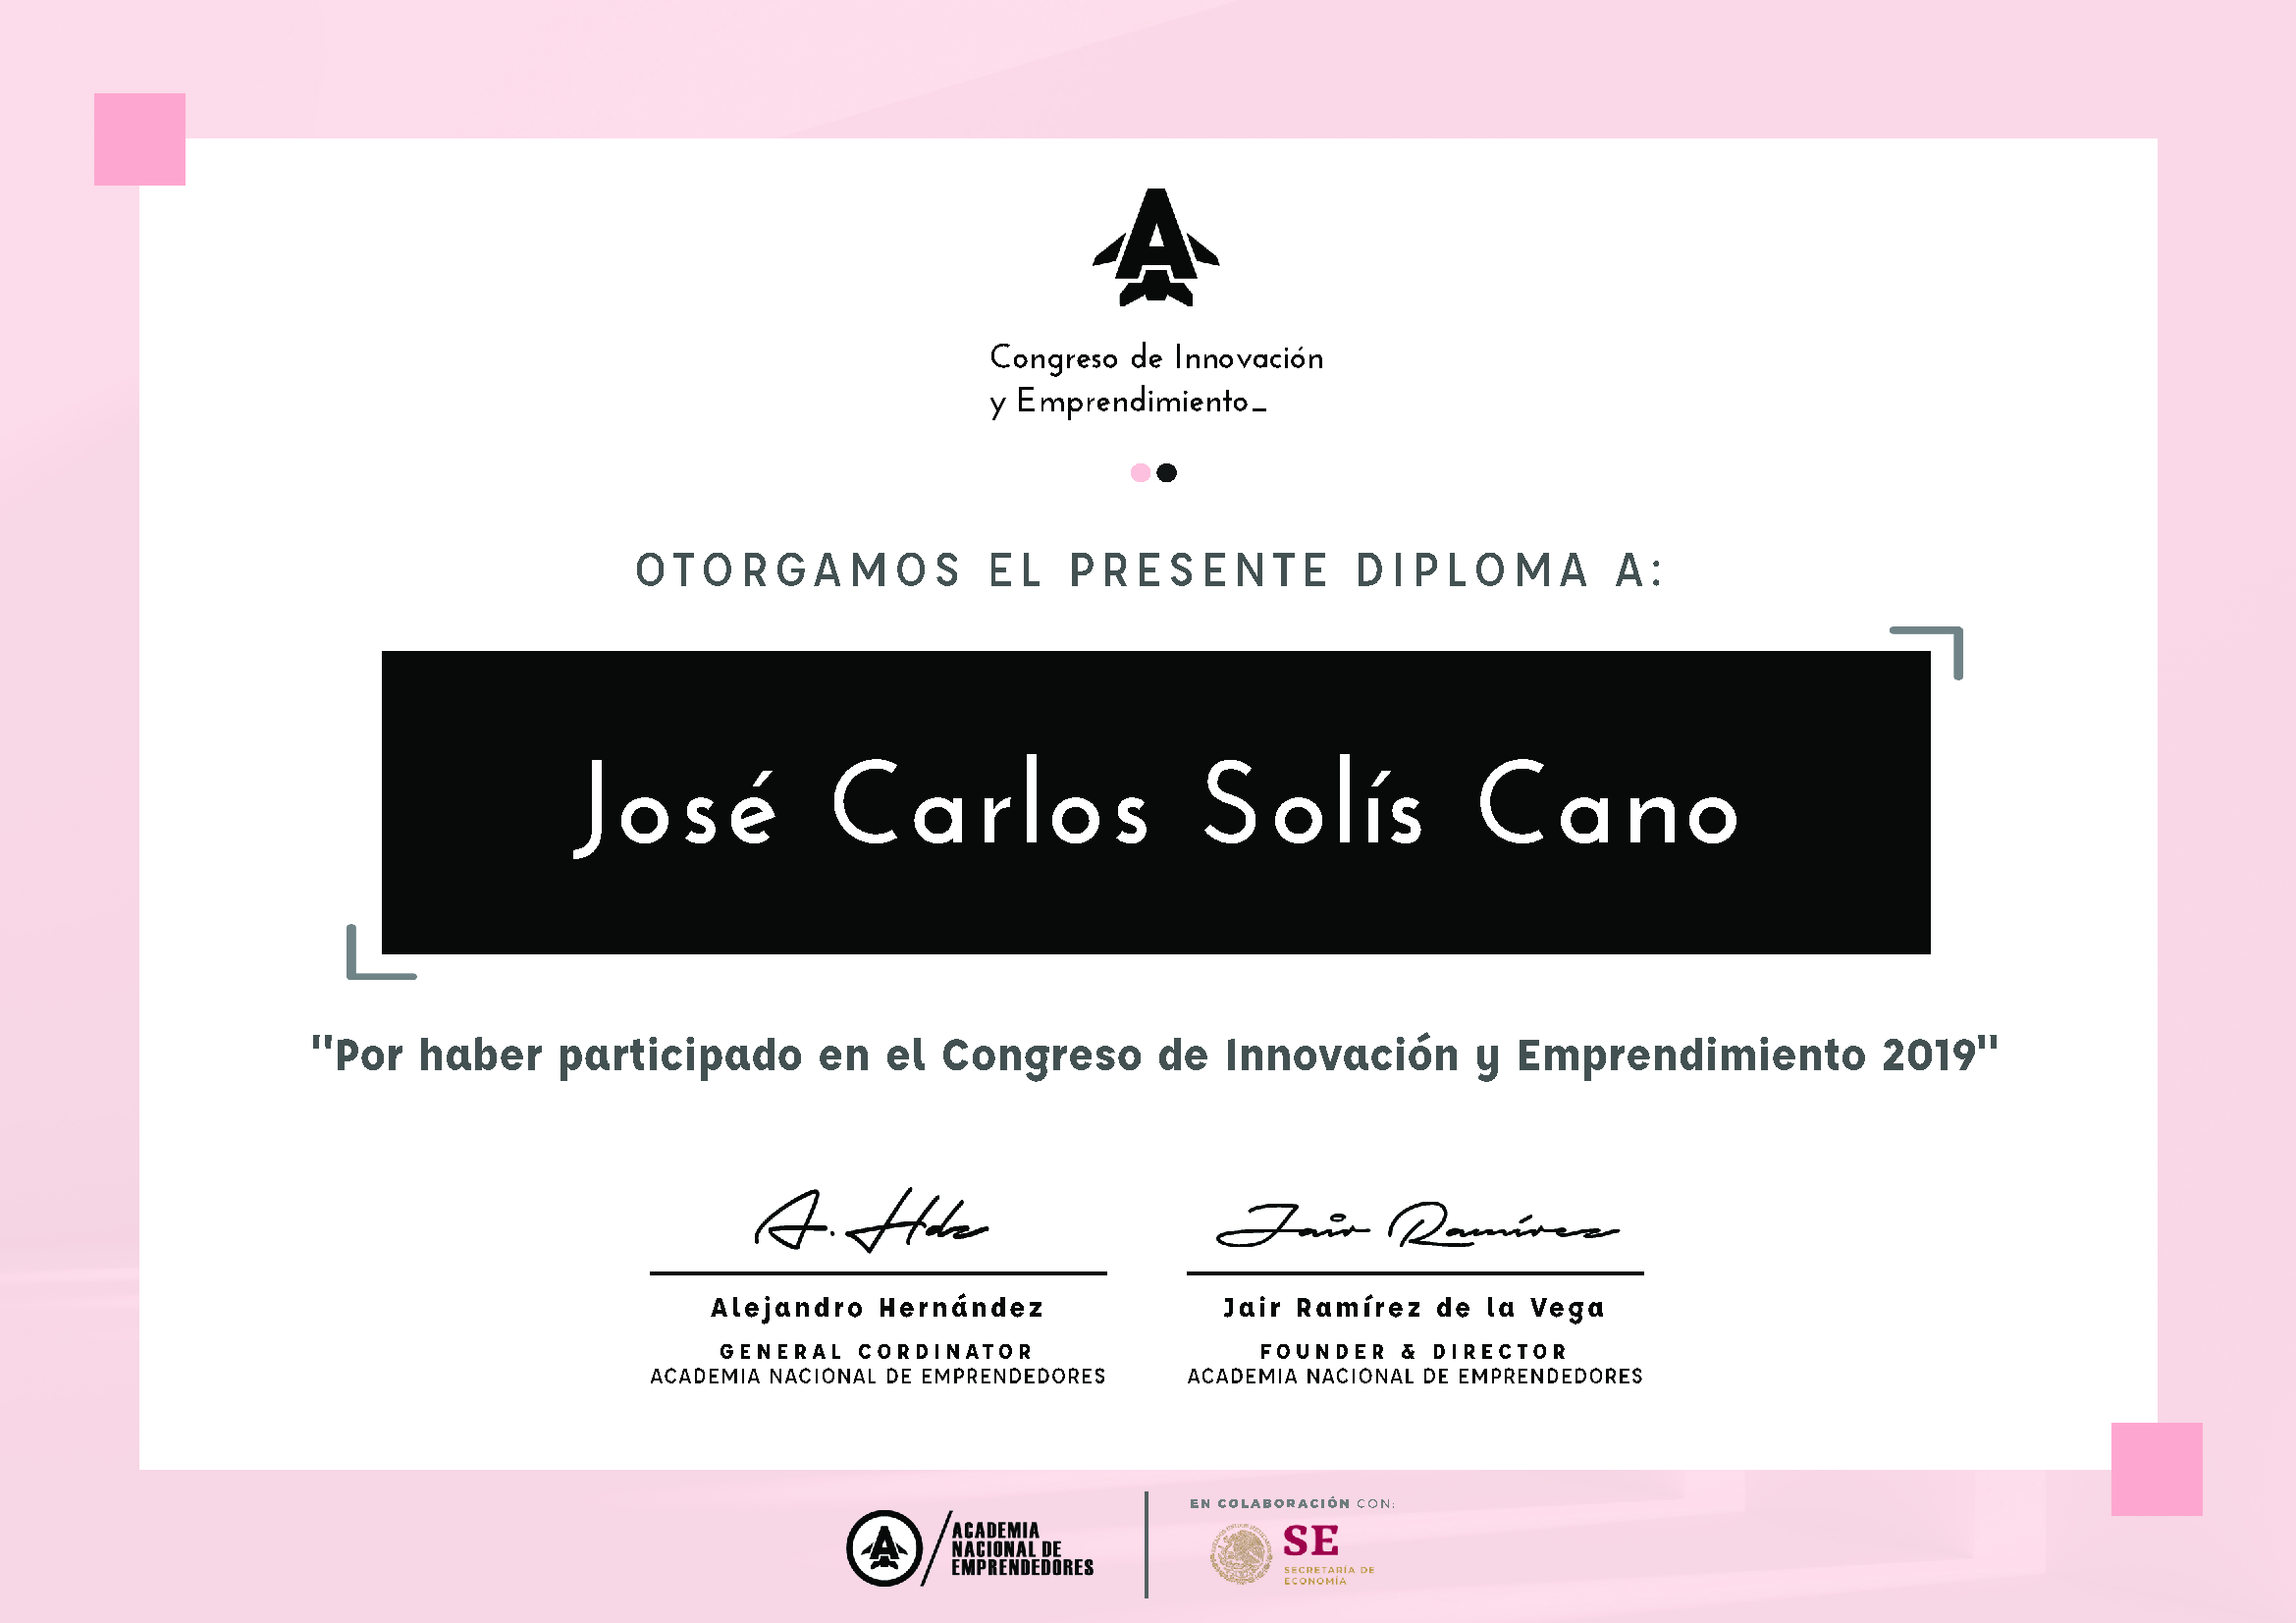 Congreso de Innovación
y Emprendimiento_
OTORGAMOS EL PRESENTE DIPLOMA A:
José Carlos Solís Cano
"Por haber participado en el Congreso de Innovación y Emprendimiento 2019"
A. Hdz
Jair Ramírez
Alejandro Hernández
GENERAL CORDINATOR
ACADEMIA NACIONAL DE EMPRENDEDORES
Jair Ramírez de la Vega
FOUNDER & DIRECTOR
ACADEMIA NACIONAL DE EMPRENDEDORES
ACADEMIA
NACIONAL DE
EMPRENDEDORES
EN COLABORACIÓN CON:
SE
SECRETARÍA DE
ECONOMÍA